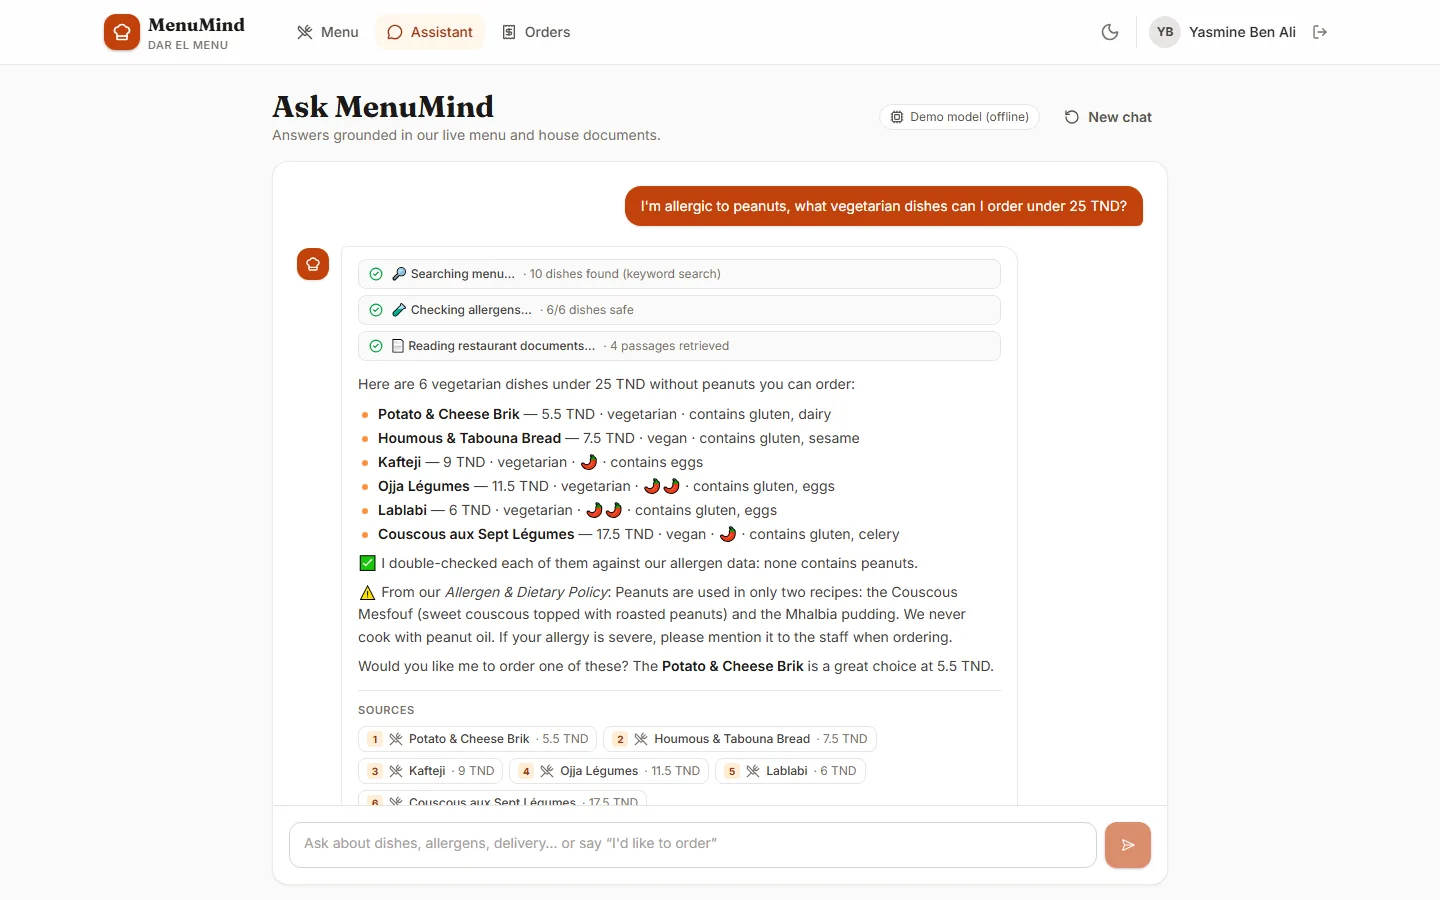 MenuMind
DAR EL MENU
Menu
Assistant
Orders
YB
Yasmine Ben Ali
Ask MenuMind
Answers grounded in our live menu and house documents.
Demo model (offline)
New chat
I'm allergic to peanuts, what vegetarian dishes can I order under 25 TND?
Searching menu... · 10 dishes found (keyword search)
Checking allergens... · 6/6 dishes safe
Reading restaurant documents... · 4 passages retrieved
Here are 6 vegetarian dishes under 25 TND without peanuts you can order:
Potato & Cheese Brik — 5.5 TND · vegetarian · contains gluten, dairy
Houmous & Tabouna Bread — 7.5 TND · vegan · contains gluten, sesame
Kafteji — 9 TND · vegetarian · 🌶️ · contains eggs
Ojja Légumes — 11.5 TND · vegetarian · 🌶️🌶️ · contains gluten, eggs
Lablabi — 6 TND · vegetarian · 🌶️🌶️ · contains gluten, eggs
Couscous aux Sept Légumes — 17.5 TND · vegan · 🌶️ · contains gluten, celery
✅ I double-checked each of them against our allergen data: none contains peanuts.
⚠️ From our Allergen & Dietary Policy: Peanuts are used in only two recipes: the Couscous
Mesfouf (sweet couscous topped with roasted peanuts) and the Mhalbia pudding. We never
cook with peanut oil. If your allergy is severe, please mention it to the staff when ordering.
Would you like me to order one of these? The Potato & Cheese Brik is a great choice at 5.5 TND.
SOURCES
1 Potato & Cheese Brik · 5.5 TND
2 Houmous & Tabouna Bread · 7.5 TND
3 Kafteji · 9 TND
4 Ojja Légumes · 11.5 TND
5 Lablabi · 6 TND
6 Couscous aux Sept Légumes · 17.5 TND
Ask about dishes, allergens, delivery... or say “I'd like to order”